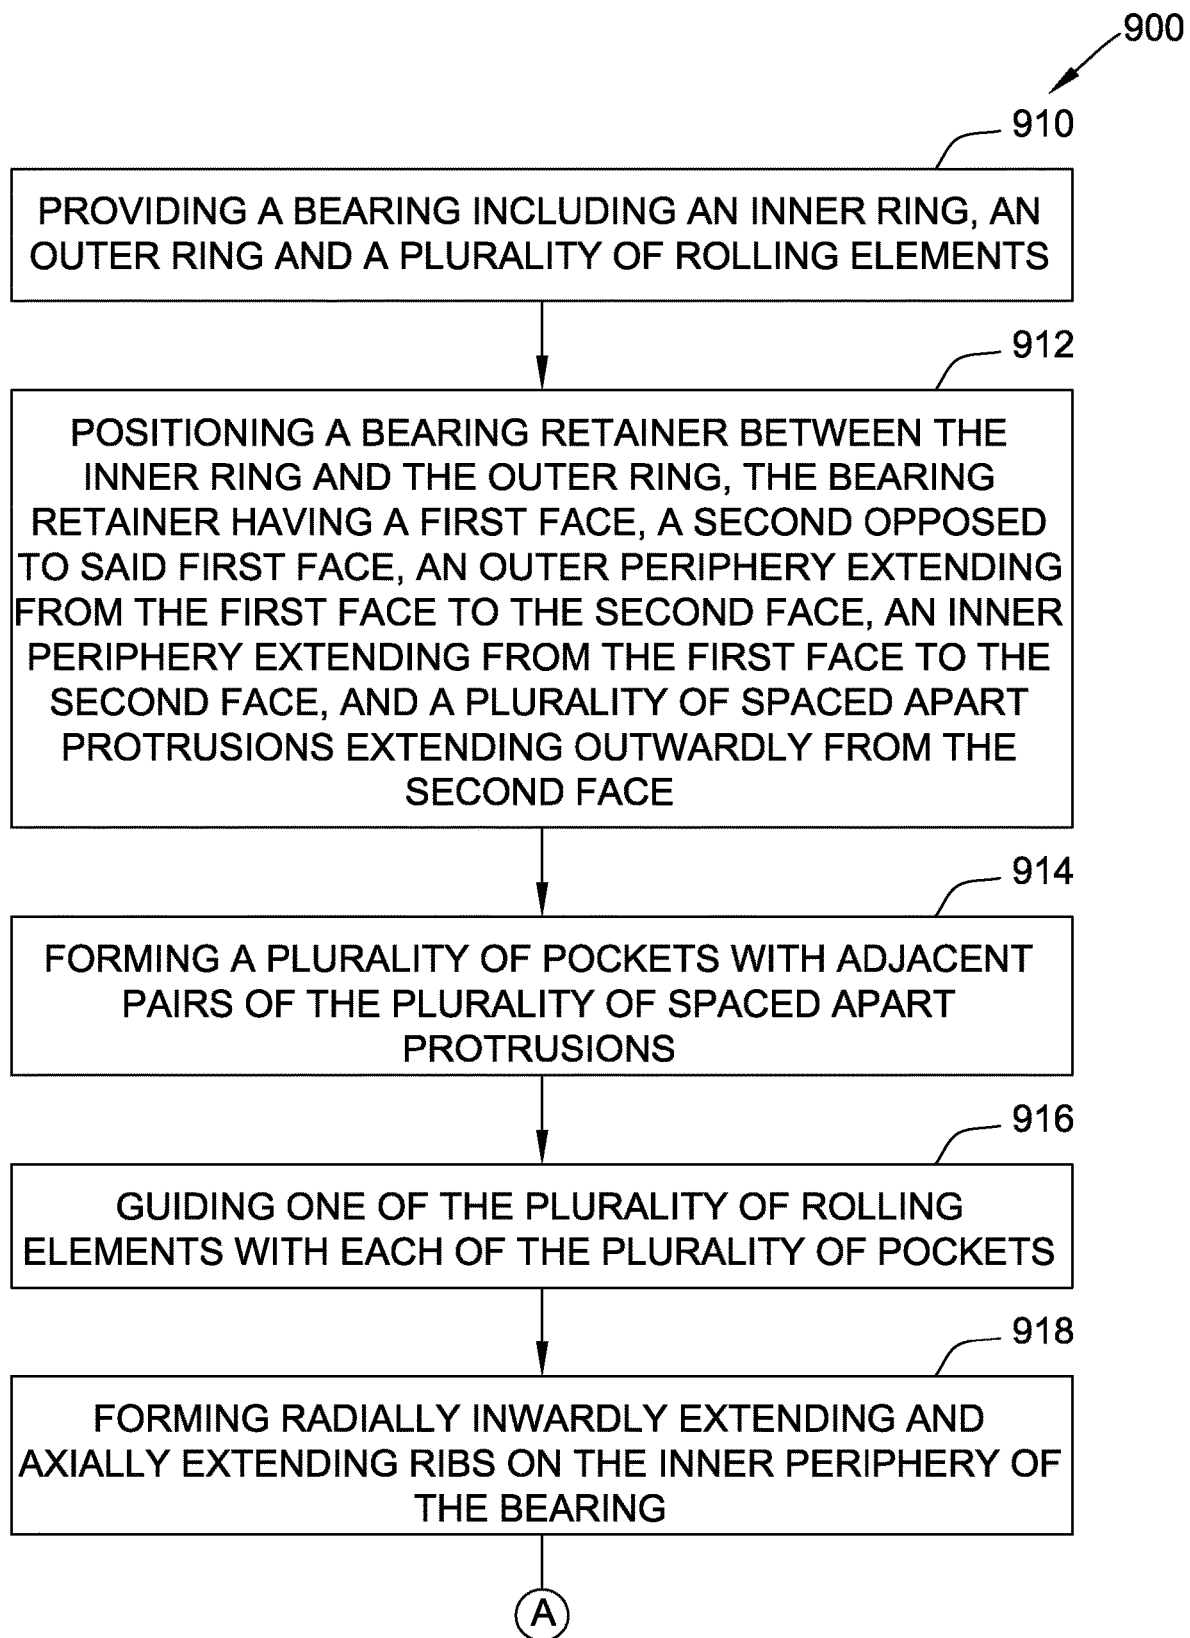 900
910
PROVIDING A BEARING INCLUDING AN INNER RING, AN
OUTER RING AND A PLURALITY OF ROLLING ELEMENTS
912
POSITIONING A BEARING RETAINER BETWEEN THE
INNER RING AND THE OUTER RING, THE BEARING
RETAINER HAVING A FIRST FACE, A SECOND OPPOSED
TO SAID FIRST FACE, AN OUTER PERIPHERY EXTENDING
FROM THE FIRST FACE TO THE SECOND FACE, AN INNER
PERIPHERY EXTENDING FROM THE FIRST FACE TO THE
SECOND FACE, AND A PLURALITY OF SPACED APART
PROTRUSIONS EXTENDING OUTWARDLY FROM THE
SECOND FACE
914
FORMING A PLURALITY OF POCKETS WITH ADJACENT
PAIRS OF THE PLURALITY OF SPACED APART
PROTRUSIONS
916
GUIDING ONE OF THE PLURALITY OF ROLLING
ELEMENTS WITH EACH OF THE PLURALITY OF POCKETS
918
FORMING RADIALLY INWARDLY EXTENDING AND
AXIALLY EXTENDING RIBS ON THE INNER PERIPHERY OF
THE BEARING
A